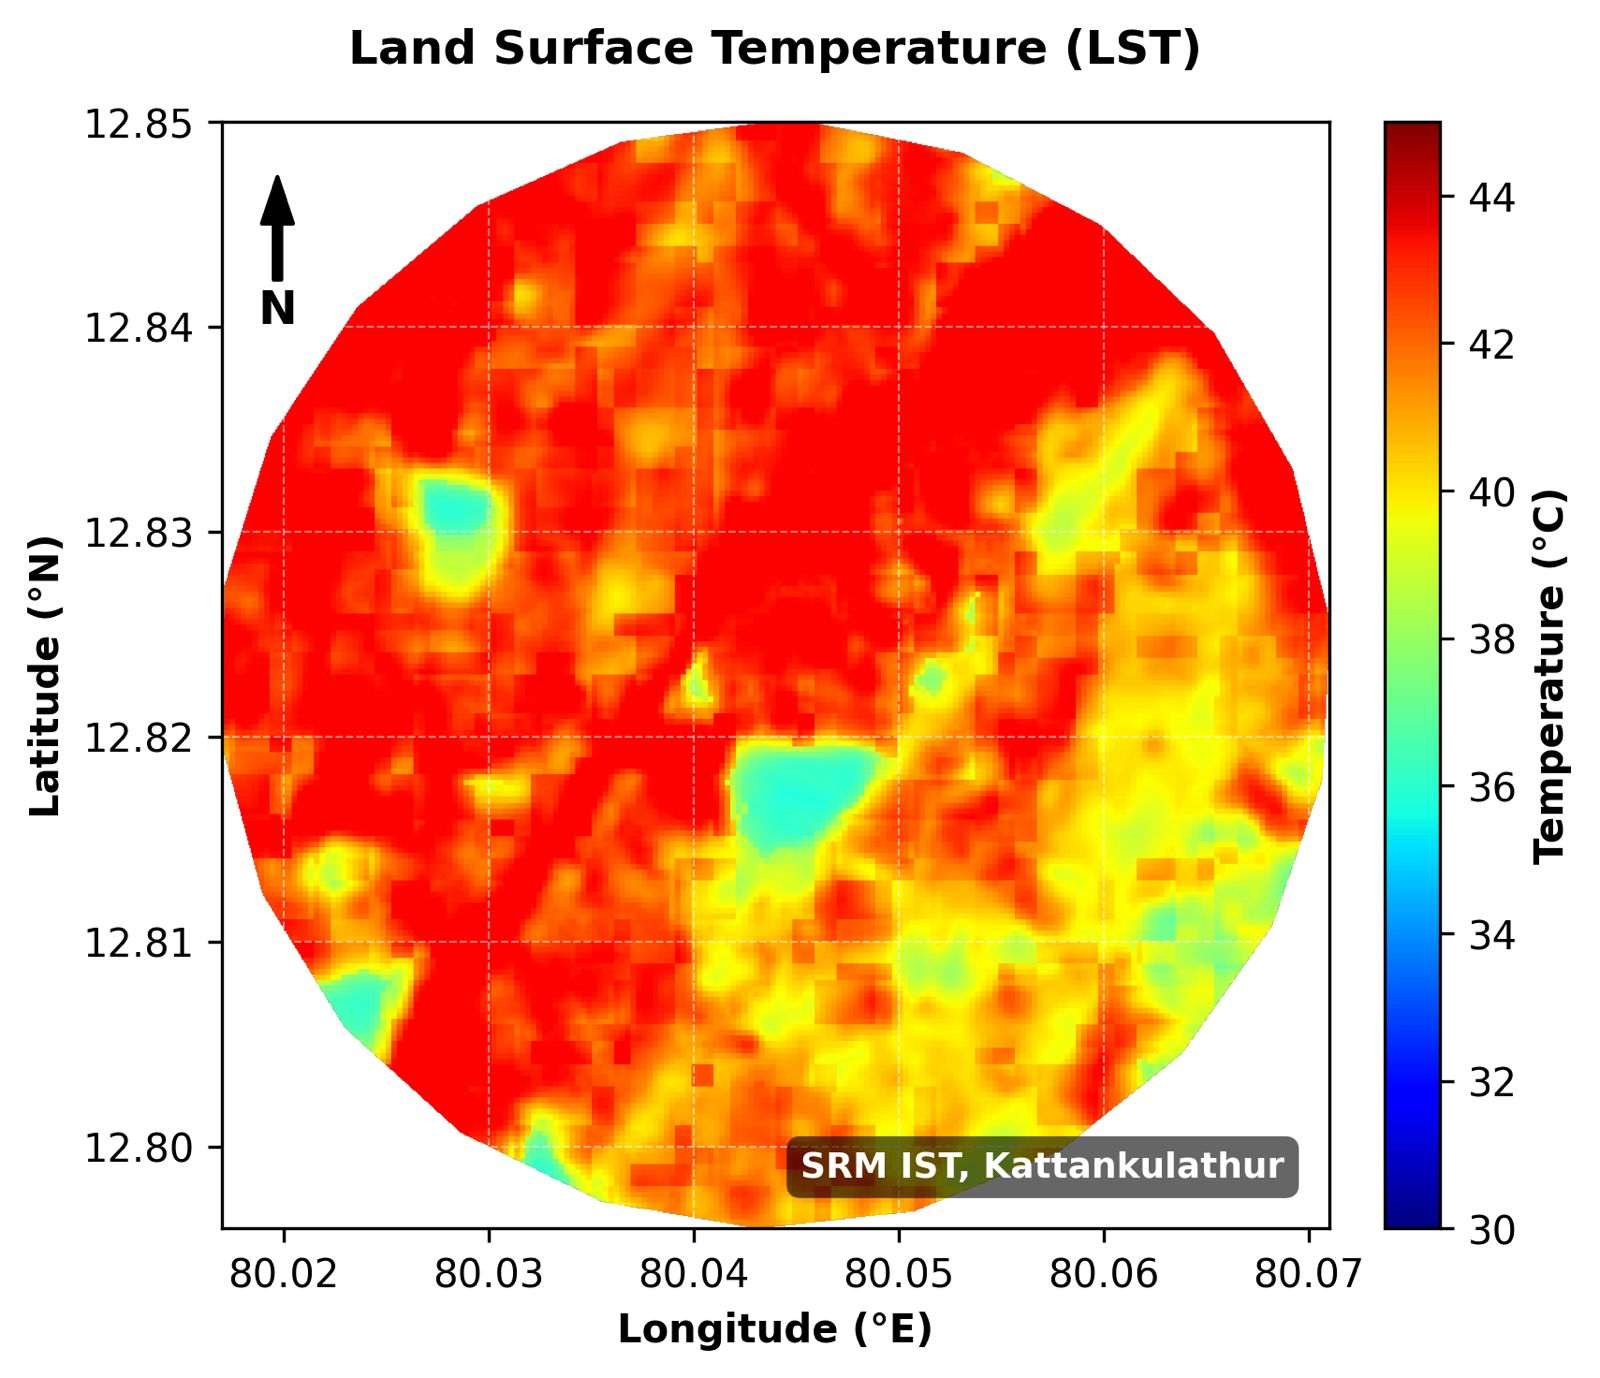 Land Surface Temperature (LST)
12.85
12.84
12.83
12.82
12.81
12.80
Latitude (°N)
N
SRM IST, Kattankulathur
80.02 80.03 80.04 80.05 80.06 80.07
Longitude (°E)
44
42
40
38
36
34
32
30
Temperature (°C)